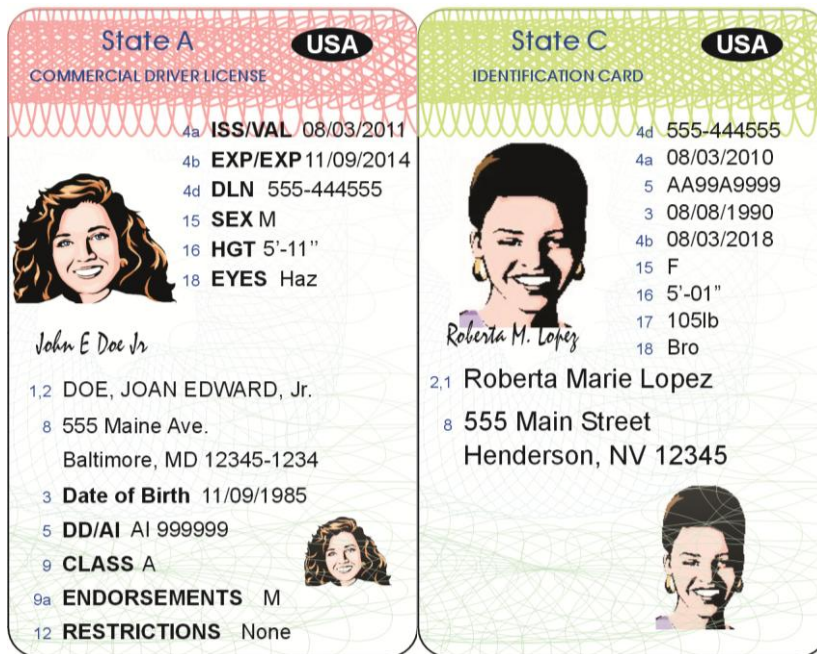 State A USA
COMMERCIAL DRIVER LICENSE
4a ISS/VAL 08/03/2011
4b EXP/EXP 11/09/2014
4d DLN 555-444555
15 SEX M
16 HGT 5'-11"
18 EYES Haz
John E Doe Jr
1,2 DOE, JOAN EDWARD, Jr.
8 555 Maine Ave.
Baltimore, MD 12345-1234
3 Date of Birth 11/09/1985
5 DD/AI AI 999999
9 CLASS A
9a ENDORSEMENTS M
12 RESTRICTIONS None
State C USA
IDENTIFICATION CARD
4d 555-444555
4a 08/03/2010
5 AA99A9999
3 08/08/1990
4b 08/03/2018
15 F
16 5'-01"
17 105lb
18 Bro
Roberta M. Lopez
2,1 Roberta Marie Lopez
8 555 Main Street
Henderson, NV 12345